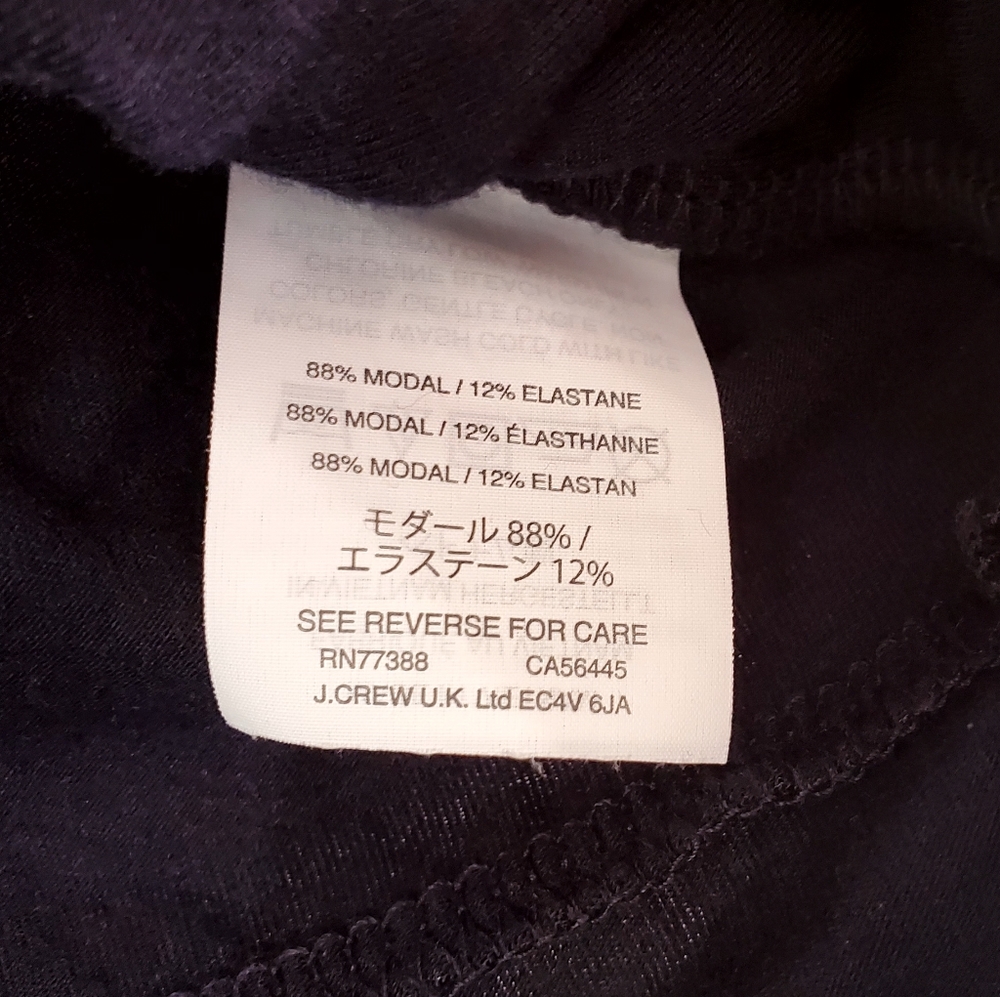 88% MODAL / 12% ELASTANE
88% MODAL / 12% ÉLASTHANNE
88% MODAL / 12% ELASTAN
モダール 88% /
エラステーン 12%
SEE REVERSE FOR CARE
RN77388 CA56445
J.CREW U.K. Ltd EC4V 6JA